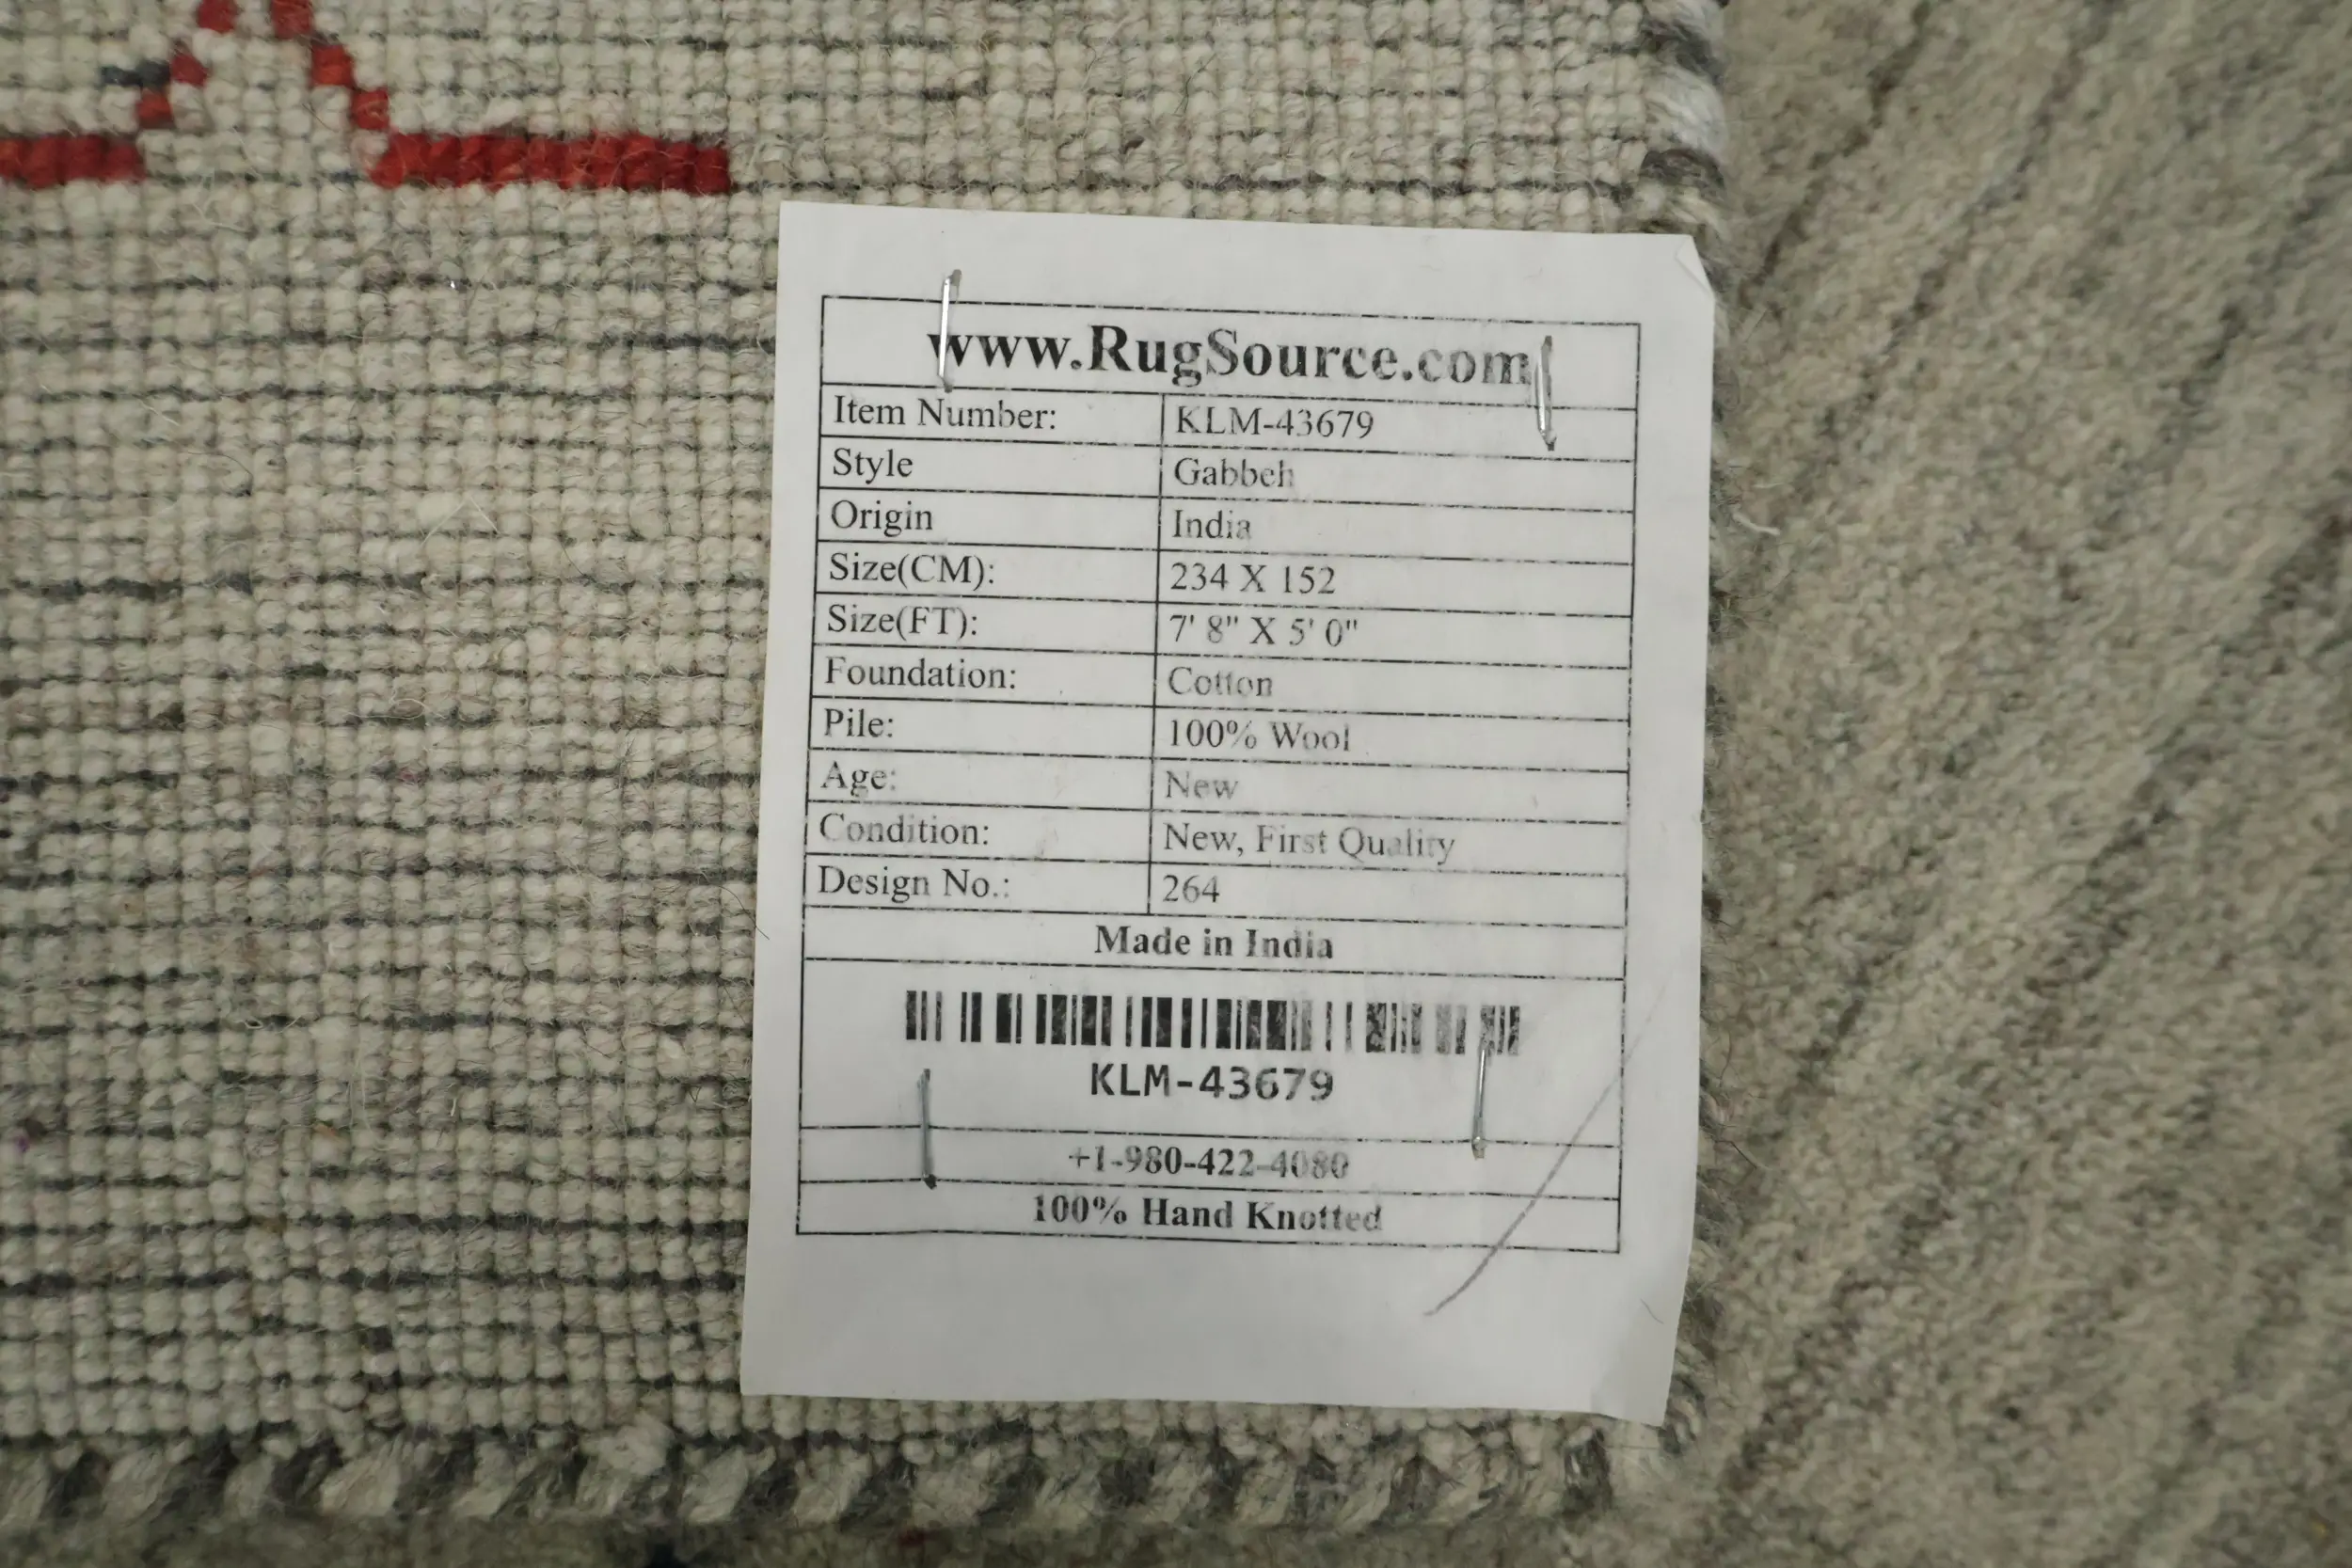 www.RugSource.com
Item Number: KLM-43679
Style Gabbeh
Origin India
Size(CM): 234 X 152
Size(FT): 7' 8" X 5' 0"
Foundation: Cotton
Pile: 100% Wool
Age: New
Condition: New, First Quality
Design No.: 264
Made in India
KLM-43679
+1-980-422-4080
100% Hand Knotted